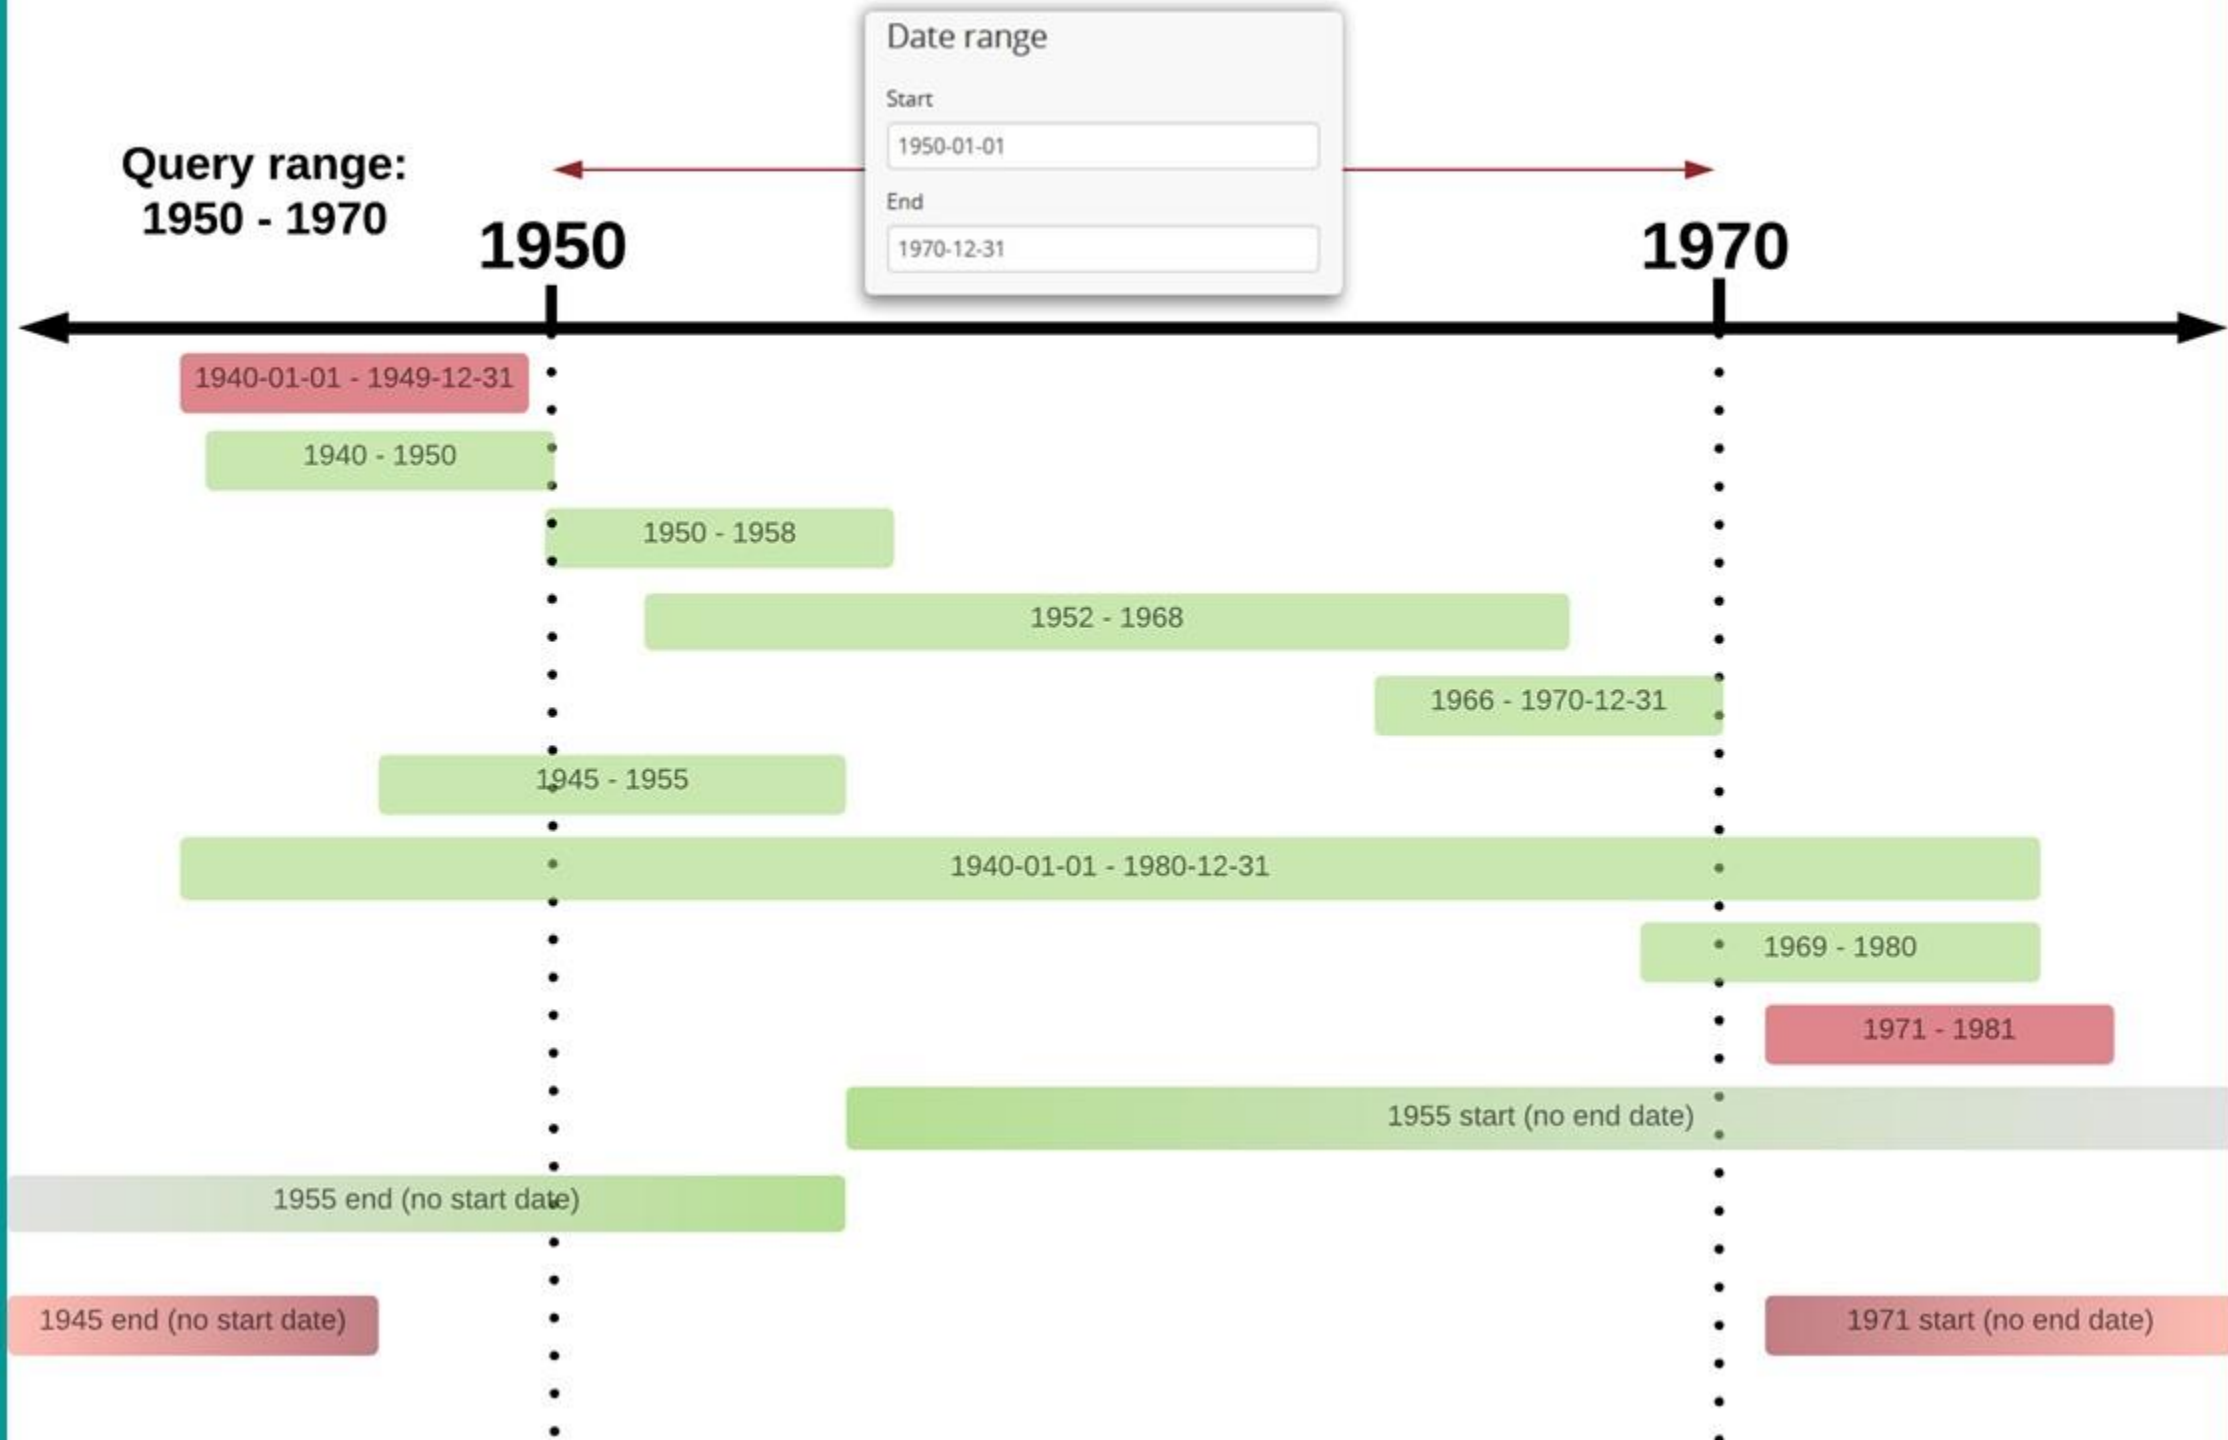 Date range
Start
1950-01-01
End
1970-12-31
Query range:
1950 - 1970
1950
1970
1940-01-01 - 1949-12-31
1940 - 1950
1950 - 1958
1952 - 1968
1966 - 1970-12-31
1945 - 1955
1940-01-01 - 1980-12-31
1969 - 1980
1971 - 1981
1955 start (no end date)
1955 end (no start date)
1945 end (no start date)
1971 start (no end date)